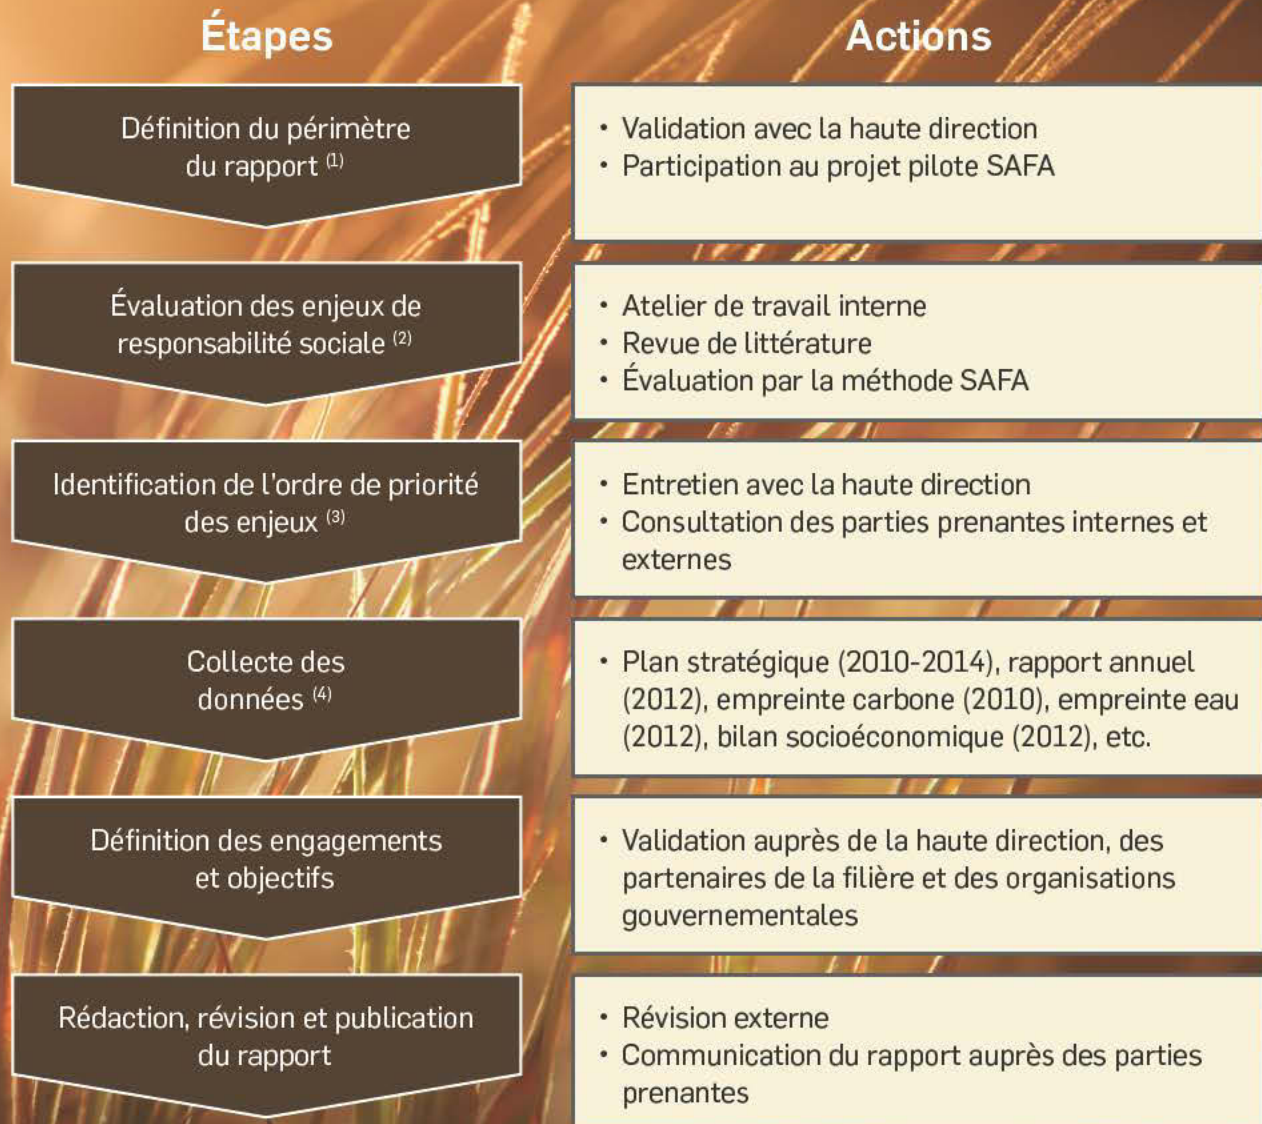 Étapes
Actions
Définition du périmètre
du rapport (1)
• Validation avec la haute direction
• Participation au projet pilote SAFA
Évaluation des enjeux de
responsabilité sociale (2)
• Atelier de travail interne
• Revue de littérature
• Évaluation par la méthode SAFA
Identification de l'ordre de priorité
des enjeux (3)
• Entretien avec la haute direction
• Consultation des parties prenantes internes et
externes
Collecte des
données (4)
• Plan stratégique (2010-2014), rapport annuel
(2012), empreinte carbone (2010), empreinte eau
(2012), bilan socioéconomique (2012), etc.
Définition des engagements
et objectifs
• Validation auprès de la haute direction, des
partenaires de la filière et des organisations
gouvernementales
Rédaction, révision et publication
du rapport
• Révision externe
• Communication du rapport auprès des parties
prenantes